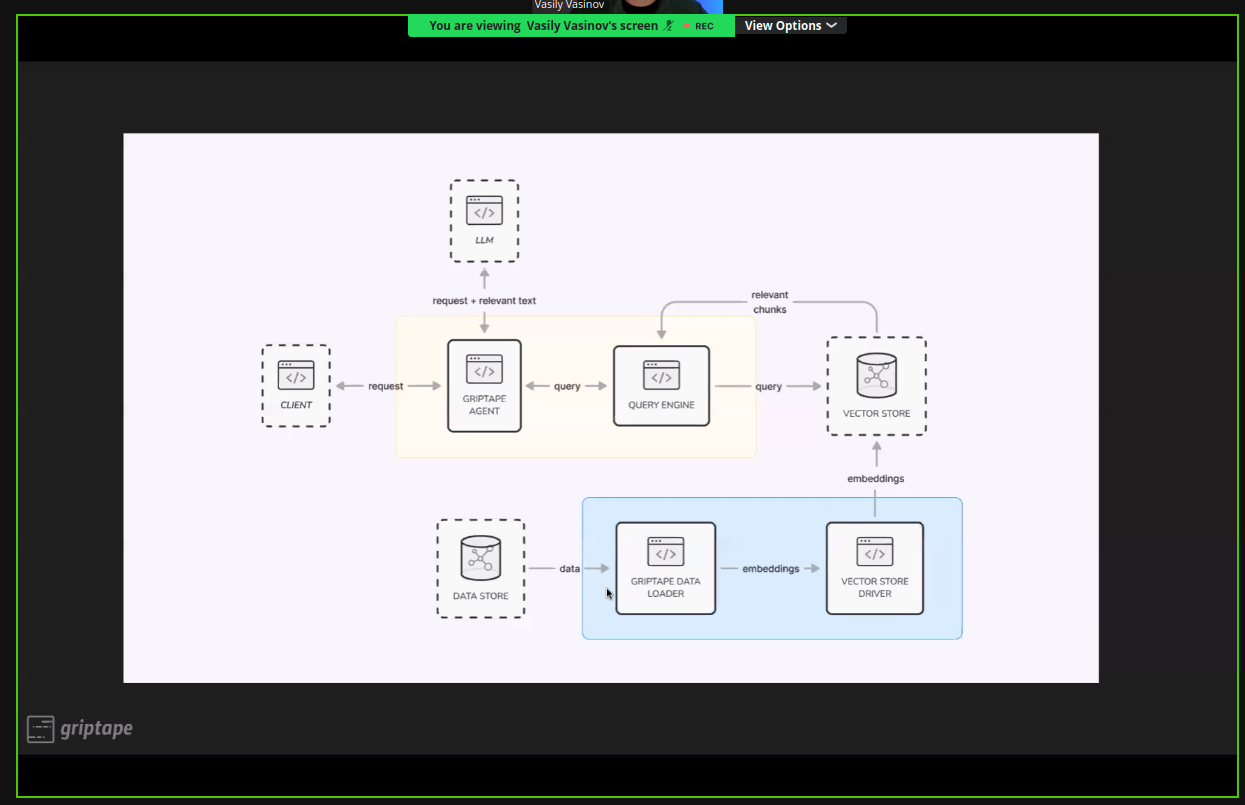 Vasily Vasinov
You are viewing Vasily Vasinov's screen
REC
View Options
LLM
request + relevant text
relevant
chunks
CLIENT
request
GRIPTAPE
AGENT
query
QUERY ENGINE
query
VECTOR STORE
embeddings
DATA STORE
data
GRIPTAPE DATA
LOADER
embeddings
VECTOR STORE
DRIVER
griptape